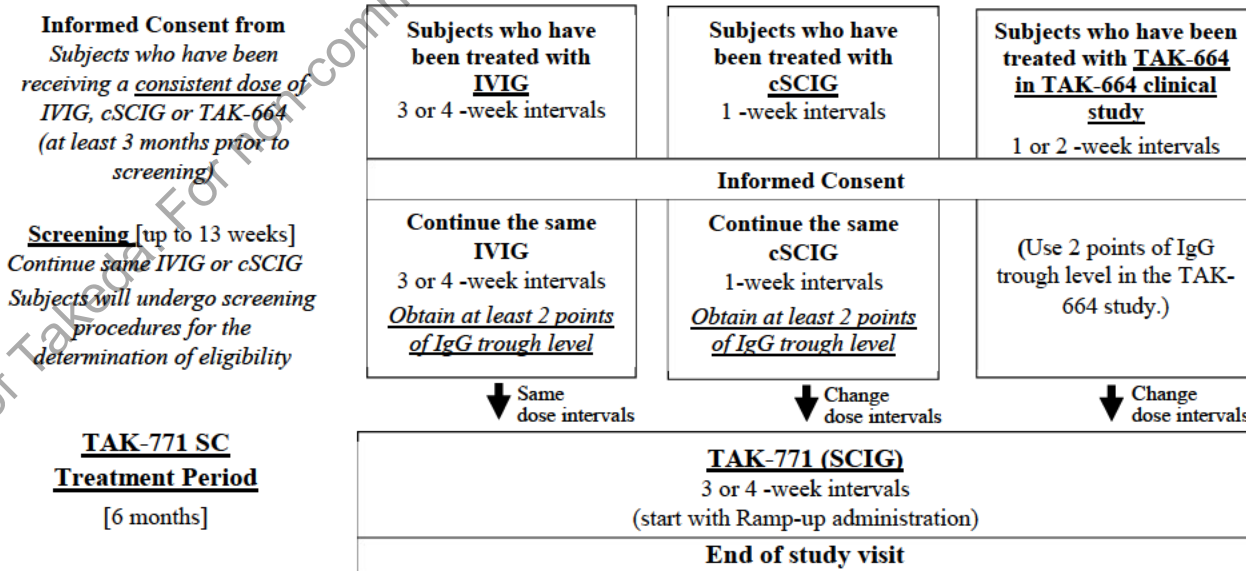 Informed Consent from
Subjects who have been
receiving a consistent dose of
IVIG, cSCIG or TAK-664
(at least 3 months prior to
screening)
Subjects who have
been treated with
IVIG
3 or 4 -week intervals
Subjects who have
been treated with
cSCIG
1 -week intervals
Subjects who have been
treated with TAK-664
in TAK-664 clinical
study
1 or 2 -week intervals
Informed Consent
Screening [up to 13 weeks]
Continue same IVIG or cSCIG
Subjects will undergo screening
procedures for the
determination of eligibility
Continue the same
IVIG
3 or 4 -week intervals
Obtain at least 2 points
of IgG trough level
Continue the same
cSCIG
1-week intervals
Obtain at least 2 points
of IgG trough level
(Use 2 points of IgG
trough level in the TAK-
664 study.)
Same
dose intervals
Change
dose intervals
Change
dose intervals
TAK-771 SC
Treatment Period
[6 months]
TAK-771 (SCIG)
3 or 4 -week intervals
(start with Ramp-up administration)
End of study visit
of Takeda. For non-comm